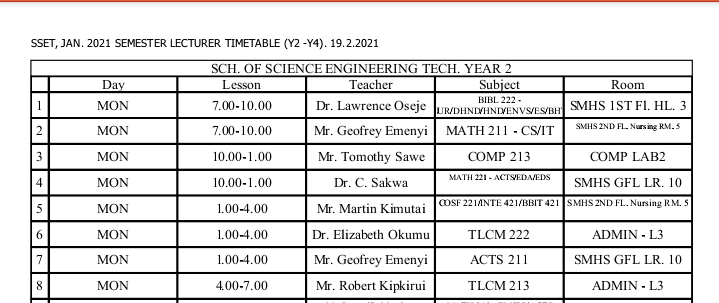 SSET, JAN. 2021 SEMESTER LECTURER TIMETABLE (Y2 -Y4). 19.2.2021
SCH. OF SCIENCE ENGINEERING TECH. YEAR 2
Day Lesson Teacher Subject Room
1 MON 7.00-10.00 Dr. Lawrence Oseje BIBL 222 - UR/DHND/HND/ENVS/ES/BH SMHS 1ST Fl. HL. 3
2 MON 7.00-10.00 Mr. Geofrey Emenyi MATH 211 - CS/IT SMHS 2ND FL. Nursing RM. 5
3 MON 10.00-1.00 Mr. Tomothy Sawe COMP 213 COMP LAB2
4 MON 10.00-1.00 Dr. C. Sakwa MATH 221 - ACTS/EDA/EDS SMHS GFL LR. 10
5 MON 1.00-4.00 Mr. Martin Kimutai COSF 221/INTE 421/BBIT 421 SMHS 2ND FL. Nursing RM. 5
6 MON 1.00-4.00 Dr. Elizabeth Okumu TLCM 222 ADMIN - L3
7 MON 1.00-4.00 Mr. Geofrey Emenyi ACTS 211 SMHS GFL LR. 10
8 MON 4.00-7.00 Mr. Robert Kipkirui TLCM 213 ADMIN - L3